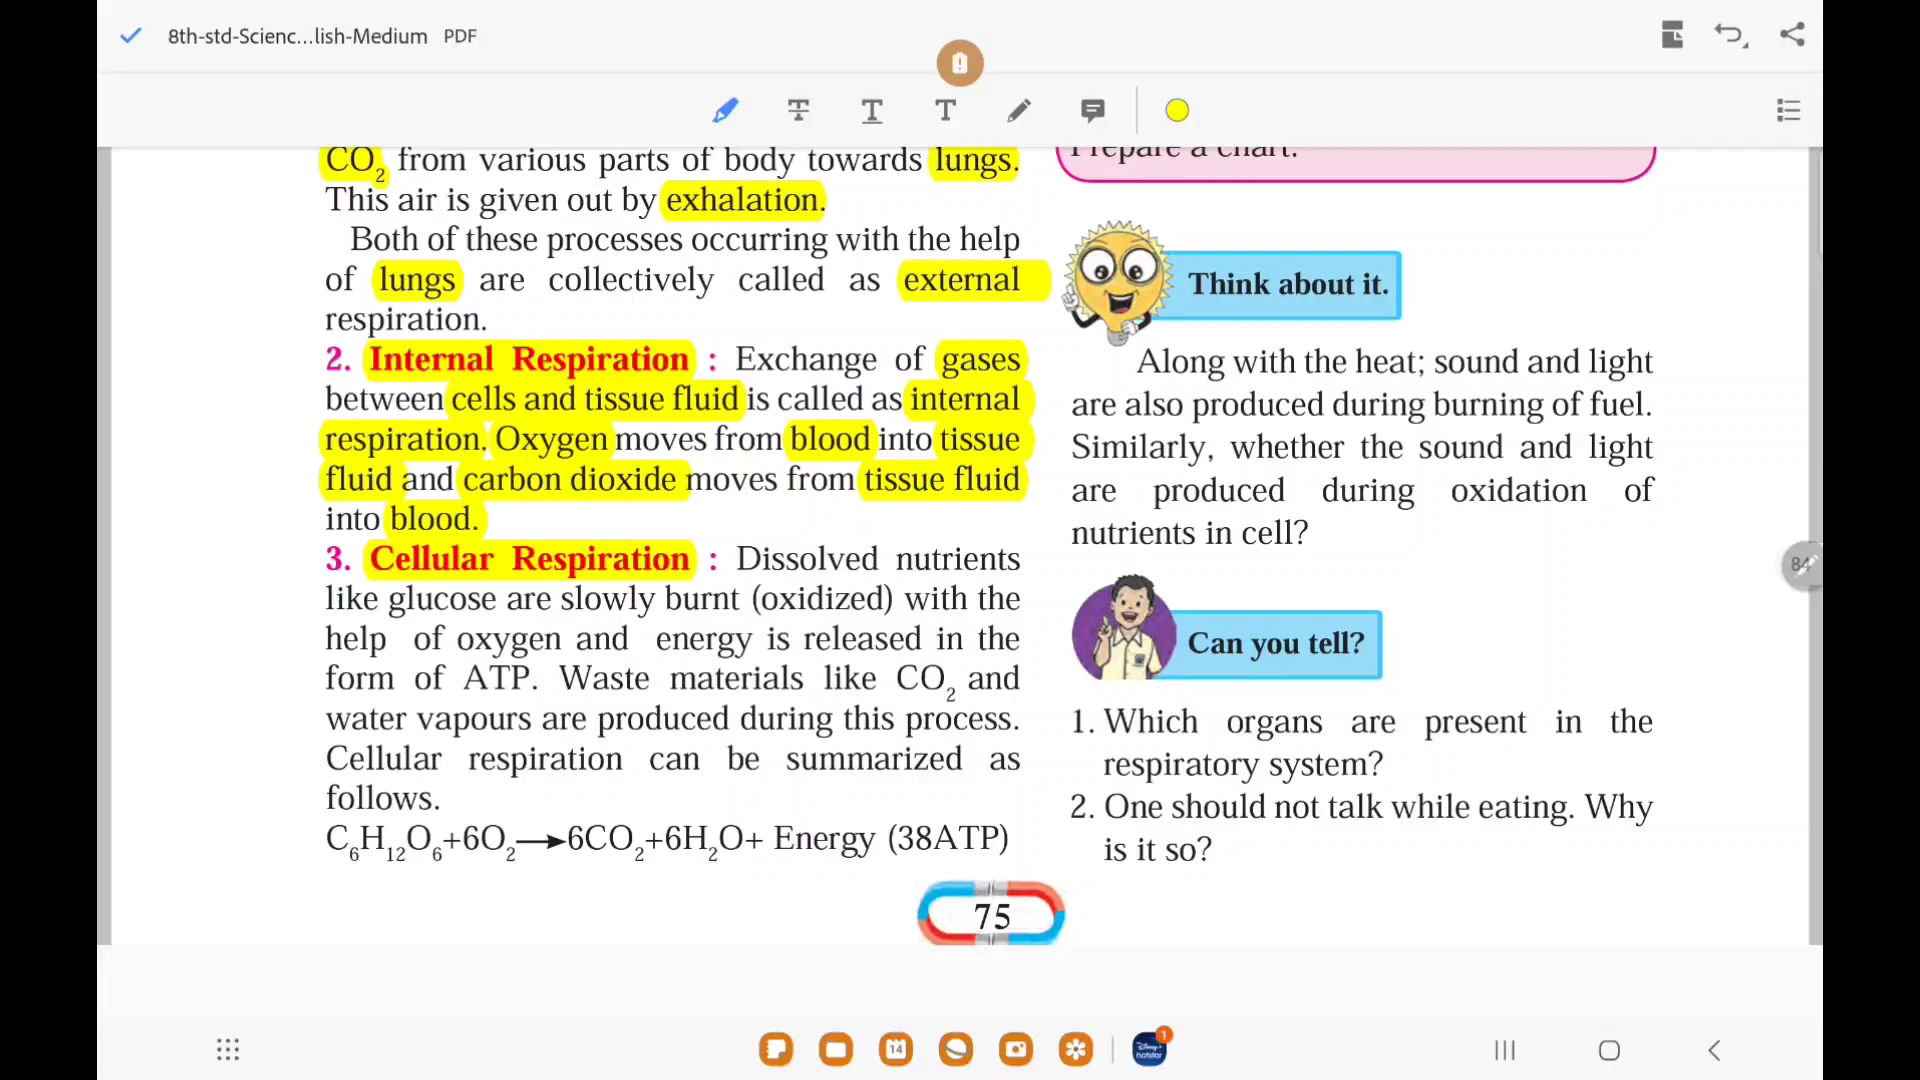 8th-std-Scienc...lish-Medium PDF
CO2 from various parts of body towards lungs.
This air is given out by exhalation.
Both of these processes occurring with the help
of lungs are collectively called as external
respiration.
2. Internal Respiration : Exchange of gases
between cells and tissue fluid is called as internal
respiration. Oxygen moves from blood into tissue
fluid and carbon dioxide moves from tissue fluid
into blood.
3. Cellular Respiration : Dissolved nutrients
like glucose are slowly burnt (oxidized) with the
help of oxygen and energy is released in the
form of ATP. Waste materials like CO2 and
water vapours are produced during this process.
Cellular respiration can be summarized as
follows.
C6H12O6+6O2→6CO2+6H2O+ Energy (38ATP)
Prepare a chart.
Think about it.
Along with the heat; sound and light
are also produced during burning of fuel.
Similarly, whether the sound and light
are produced during oxidation of
nutrients in cell?
Can you tell?
1. Which organs are present in the
respiratory system?
2. One should not talk while eating. Why
is it so?
75
84
14
Disney+
hotstar
1